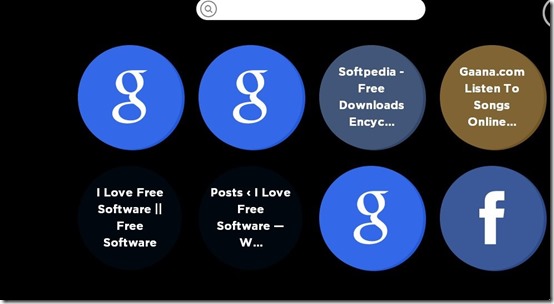 g
g
Softpedia -
Free
Downloads
Encyc...
Gaana.com
Listen To
Songs
Online...
I Love Free
Software ||
Free
Software
Posts ‹ I Love
Free
Software —
W...
g
f